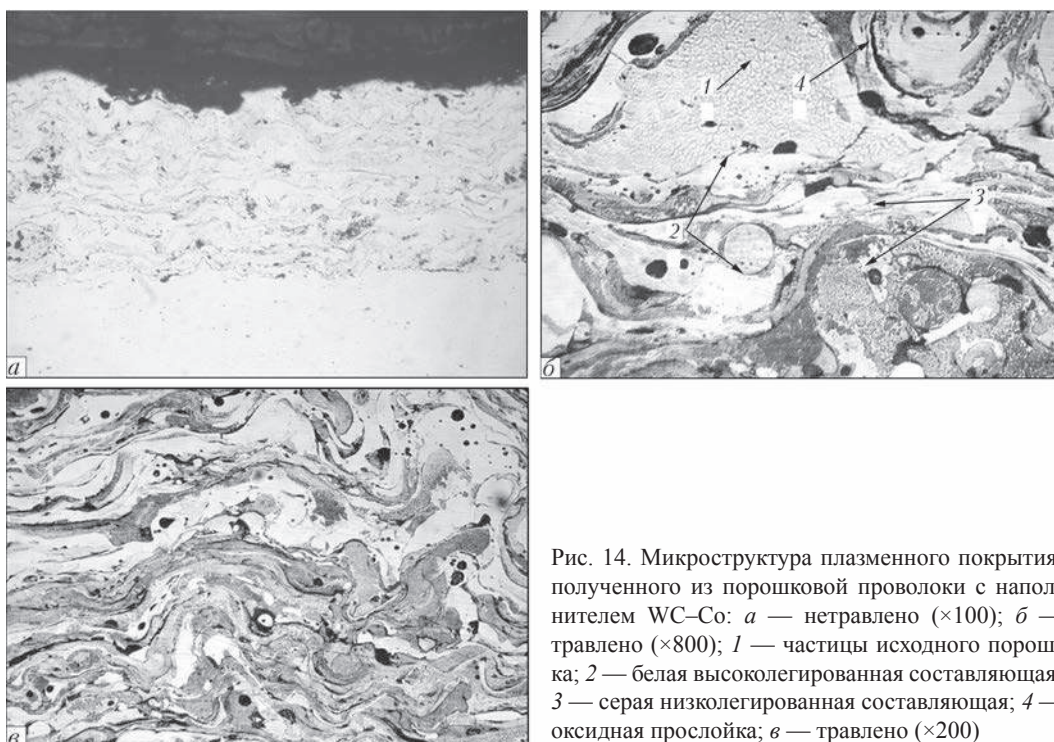 1
4
2
3
а
б
в
Рис. 14. Микроструктура плазменного покрытия
полученного из порошковой проволоки с напол
нителем WC–Co: а — нетравлено (×100); б —
травлено (×800); 1 — частицы исходного порош
ка; 2 — белая высоколегированная составляющая
3 — серая низколегированная составляющая; 4 —
оксидная прослойка; в — травлено (×200)